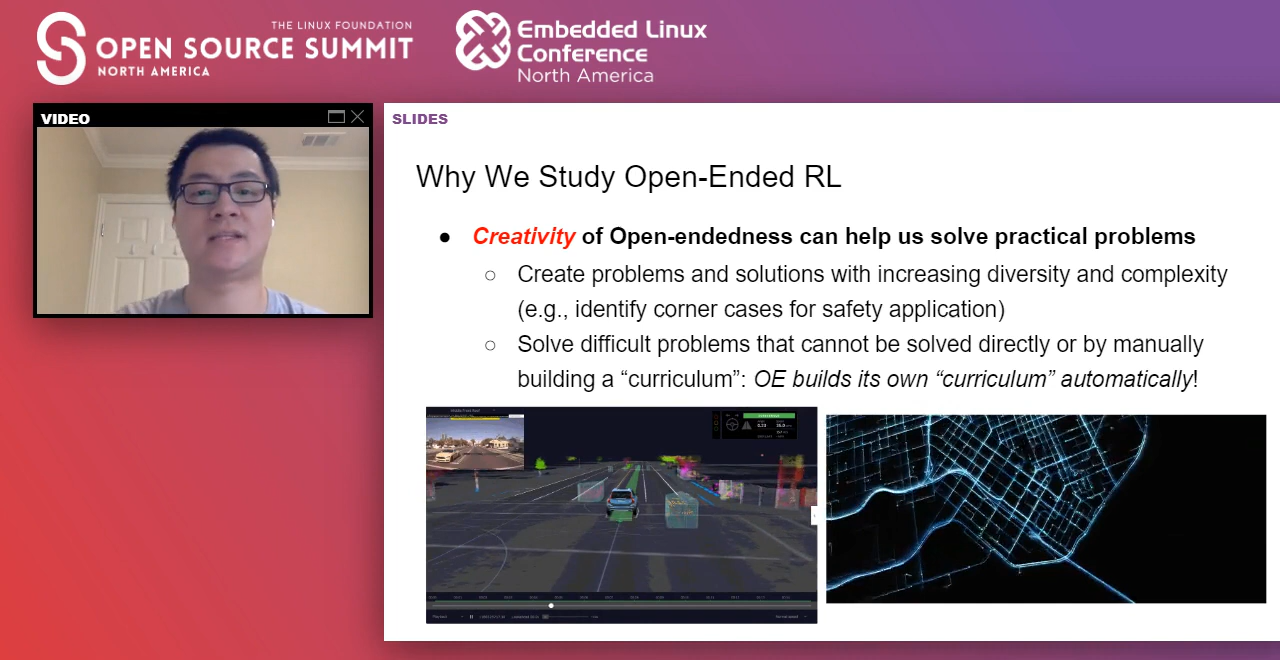 THE LINUX FOUNDATION
OPEN SOURCE SUMMIT
NORTH AMERICA
Embedded Linux
Conference
North America
VIDEO
SLIDES
Why We Study Open-Ended RL
● Creativity of Open-endedness can help us solve practical problems
○ Create problems and solutions with increasing diversity and complexity
(e.g., identify corner cases for safety application)
○ Solve difficult problems that cannot be solved directly or by manually
building a “curriculum”: OE builds its own “curriculum” automatically!